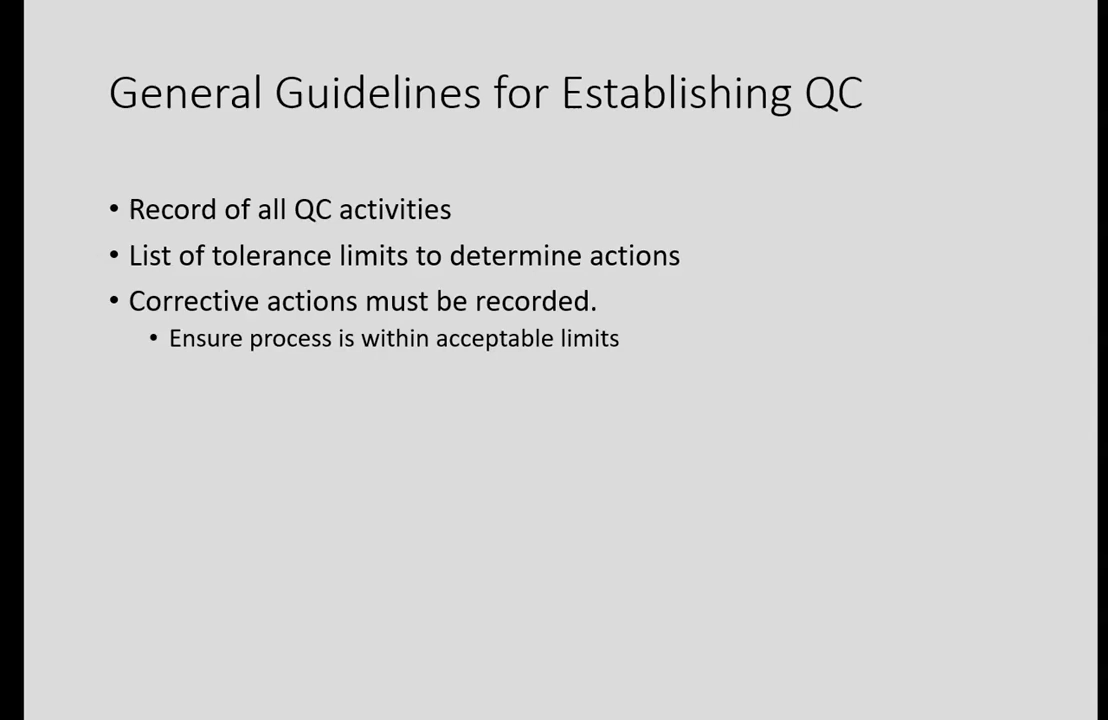 General Guidelines for Establishing QC
• Record of all QC activities
• List of tolerance limits to determine actions
• Corrective actions must be recorded.
• Ensure process is within acceptable limits